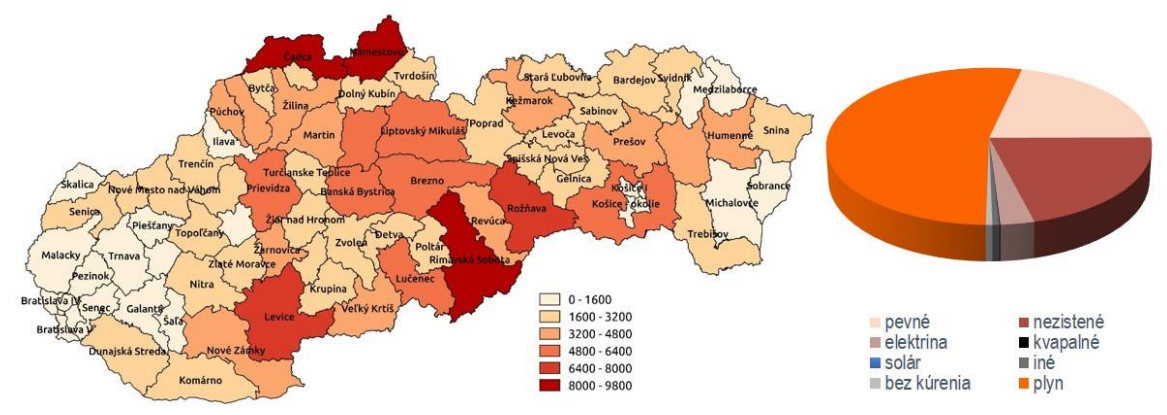 Čadca
Námestovo
Tvrdošín
Bytča
Dolný Kubín
Púchov
Žilina
Stará Ľubovňa
Bardejov
Svidník
Medzilaborce
Kežmarok
Sabinov
Ilava
Martin
Liptovský Mikuláš
Poprad
Levoča
Prešov
Humenné
Snina
Trenčín
Spišská Nová Ves
Turčianske Teplice
Gelnica
Skalica
Nové Mesto nad Váhom
Prievidza
Banská Bystrica
Brezno
Košice I
Sobrance
Senica
Rožňava
Košice - okolie
Michalovce
Piešťany
Topoľčany
Žiar nad Hronom
Revúca
Detva
Trebišov
Zvolen
Poltár
Malacky
Trnava
Žarnovica
Zlaté Moravce
Rimavská Sobota
Pezinok
Nitra
Krupina
Lučenec
Bratislava IV
Senec
Galanta
Veľký Krtíš
Levice
Šaľa
Bratislava V
Dunajská Streda
Nové Zámky
Komárno
0 - 1600
1600 - 3200
3200 - 4800
4800 - 6400
6400 - 8000
8000 - 9800
pevné
nezistené
elektrina
kvapalné
solár
iné
bez kúrenia
plyn